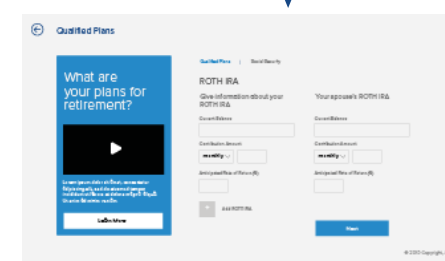 Qualified Plans
What are
your plans for
retirement?
Learn More
Qualified Plans | Social Security
ROTH IRA
Give information about your
ROTH IRA
Current Balance
Contribution Amount
monthly
Anticipated Rate of Return (%)
Add ROTH IRA
Your spouse's ROTH IRA
Current Balance
Contribution Amount
monthly
Anticipated Rate of Return (%)
Next
© 2015 Copyright,